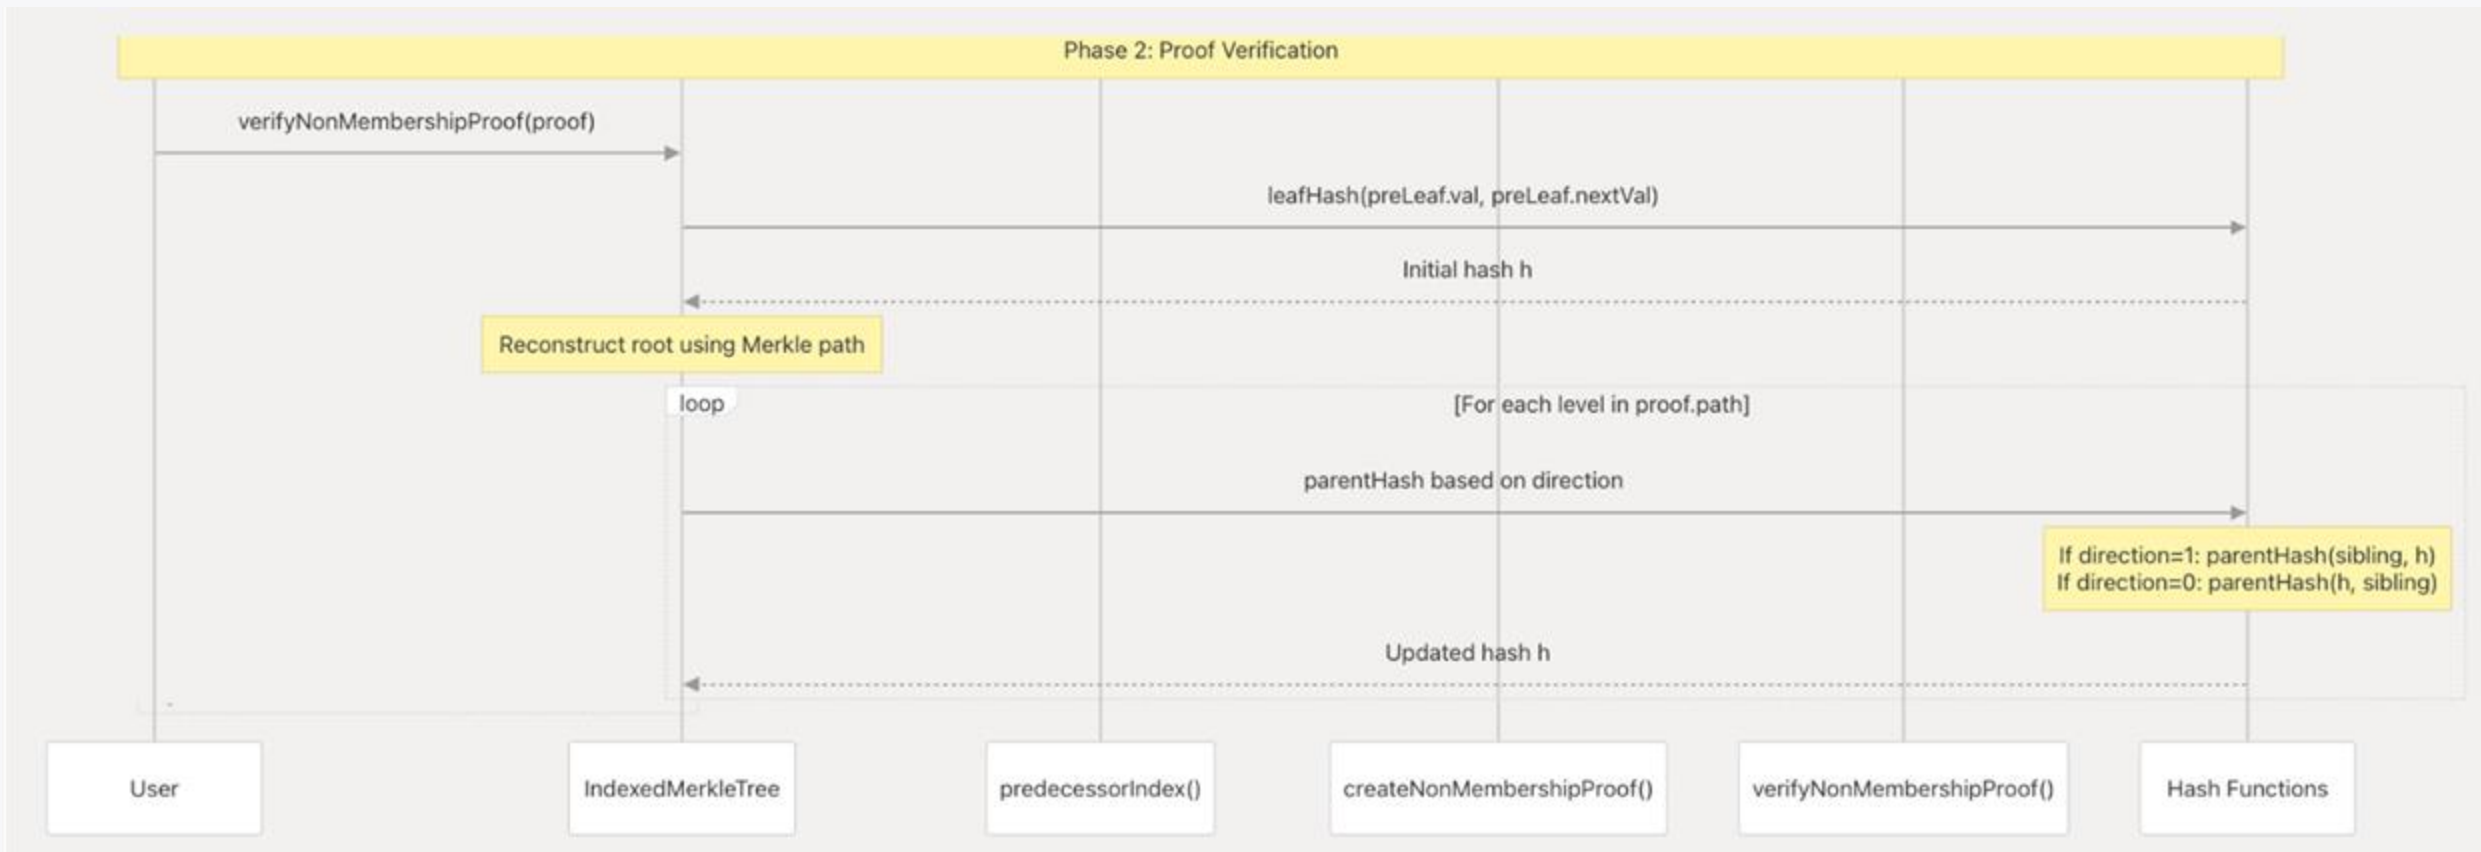 Phase 2: Proof Verification
verifyNonMembershipProof(proof)
leafHash(preLeaf.val, preLeaf.nextVal)
Initial hash h
Reconstruct root using Merkle path
loop
[For each level in proof.path]
parentHash based on direction
If direction=1: parentHash(sibling, h)
If direction=0: parentHash(h, sibling)
Updated hash h
User
IndexedMerkleTree
predecessorIndex()
createNonMembershipProof()
verifyNonMembershipProof()
Hash Functions